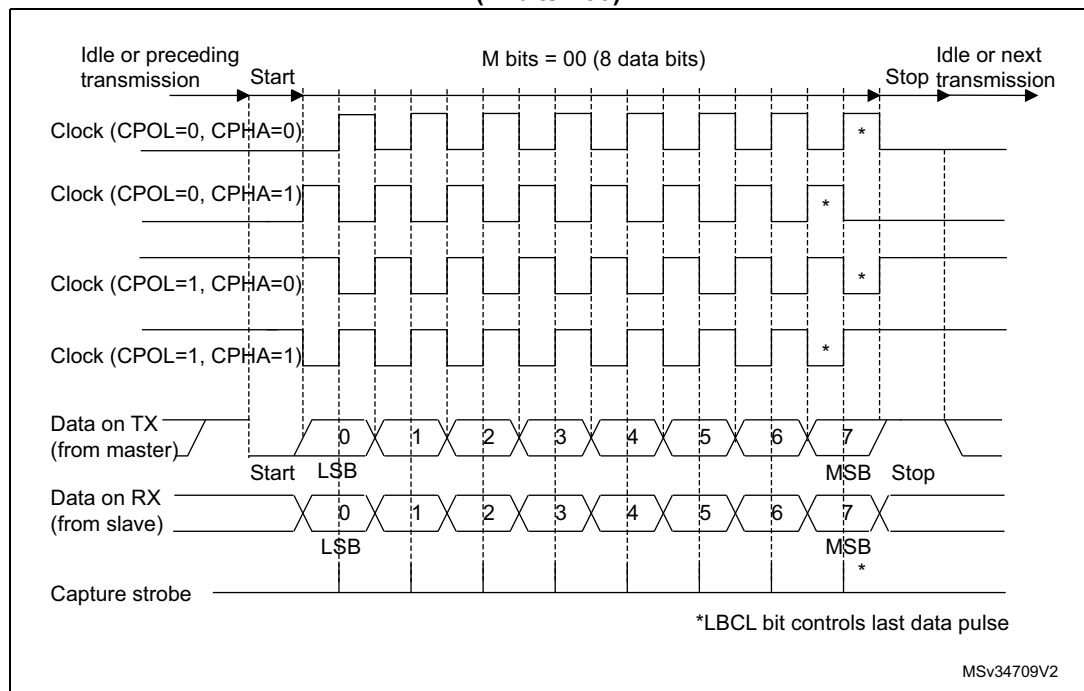 Idle or preceding
transmission
Start
M bits = 00 (8 data bits)
Stop
Idle or next
transmission
Clock (CPOL=0, CPHA=0)
*
Clock (CPOL=0, CPHA=1)
*
Clock (CPOL=1, CPHA=0)
*
Clock (CPOL=1, CPHA=1)
*
Data on TX
(from master)
0 1 2 3 4 5 6 7
Start LSB MSB Stop
Data on RX
(from slave)
0 1 2 3 4 5 6 7
LSB MSB
*
Capture strobe
*LBCL bit controls last data pulse
MSv34709V2